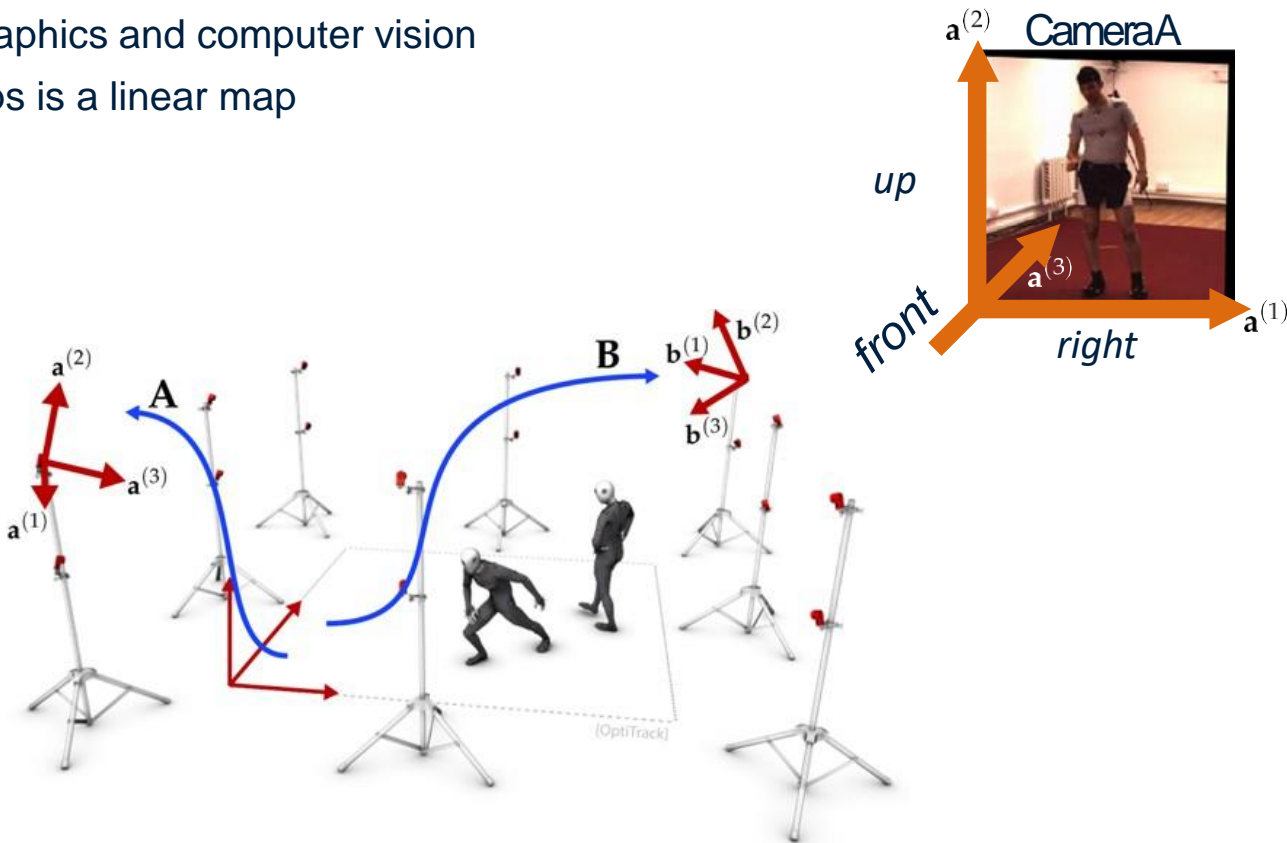 aphics and computer vision
os is a linear map
a(2)
CameraA
up
a(3)
front
right
a(1)
a(2)
A
a(3)
a(1)
B
b(2)
b(1)
b(3)
(OptiTrack)